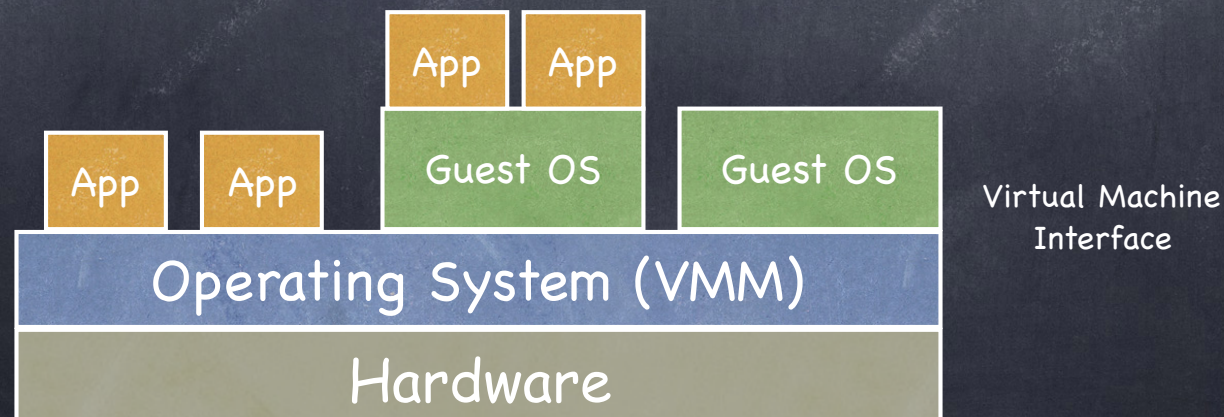 App App
App App
Guest OS Guest OS
Virtual Machine
Interface
Operating System (VMM)
Hardware